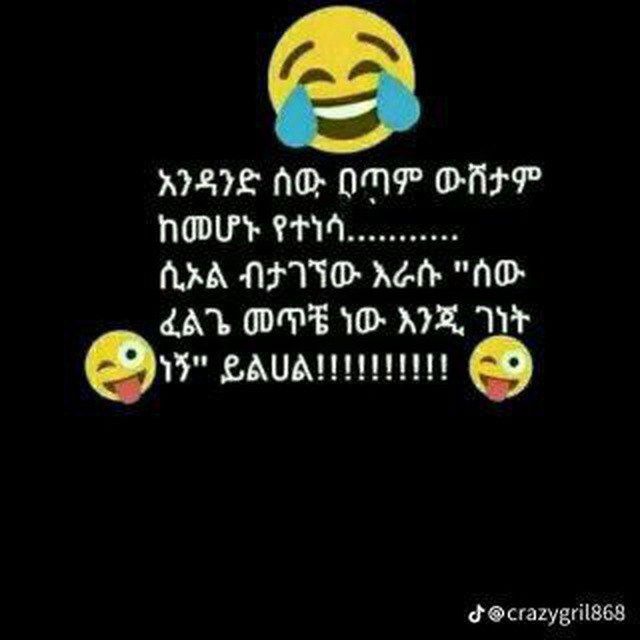 አንዳንድ ሰው በጣም ውሸታም
ከመሆኑ የተነሳ...........
ሲኦል ብታገኘው እራሱ "ሰው
ፈልጌ መጥቼ ነው እንጂ ገነት
ነኝ" ይልሀል!!!!!!!!!!
@crazygril868